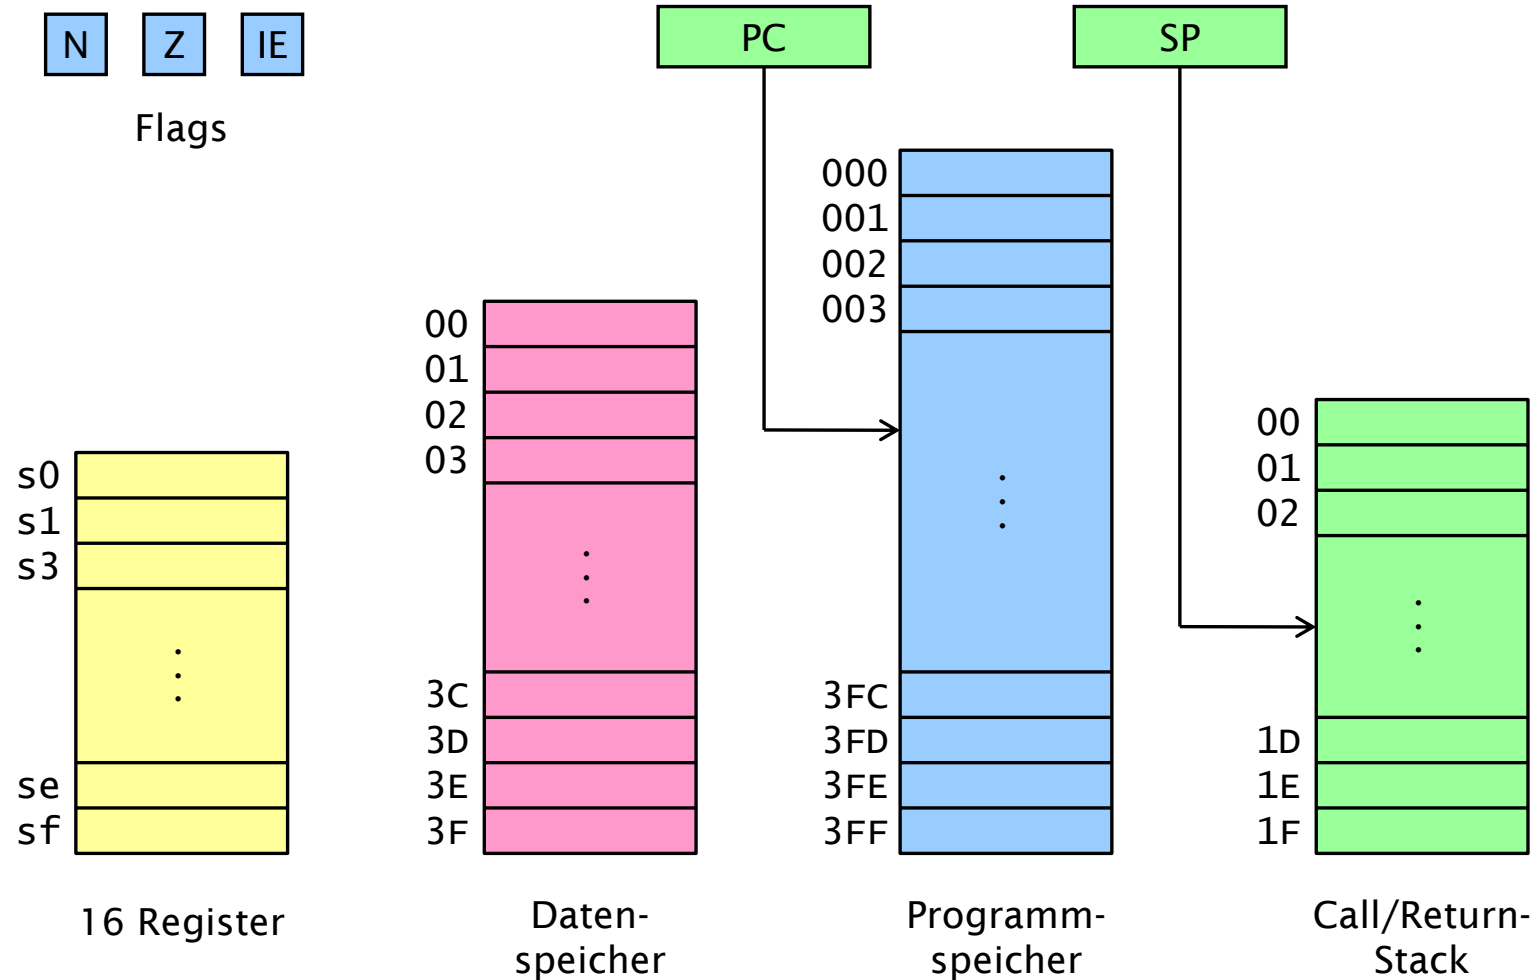 N Z IE
Flags
PC
SP
s0
s1
s3
⋮
se
sf
16 Register
00
01
02
03
⋮
3C
3D
3E
3F
Daten-
speicher
000
001
002
003
⋮
3FC
3FD
3FE
3FF
Programm-
speicher
00
01
02
⋮
1D
1E
1F
Call/Return-
Stack